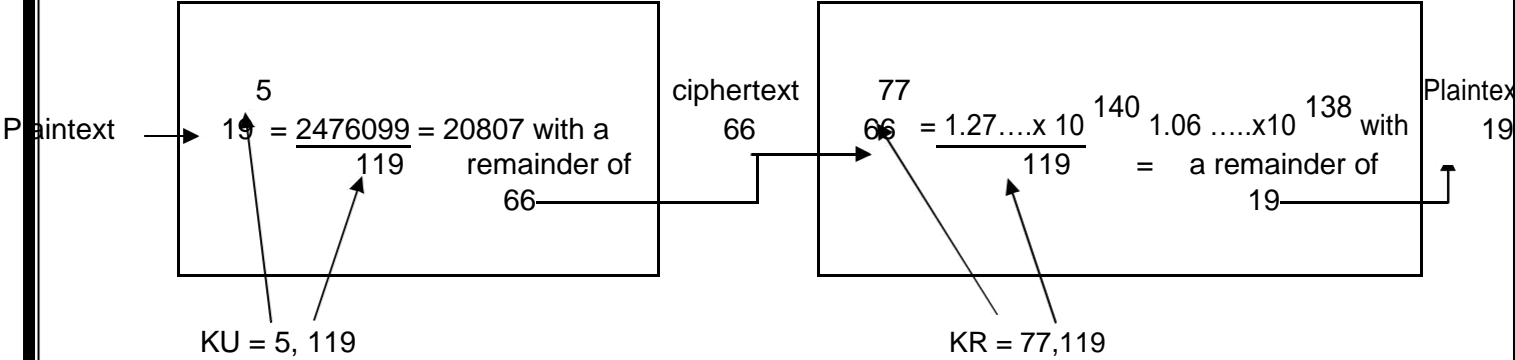 5 ciphertext 77 140 138 Plaintex
Plaintext 19 = 2476099 = 20807 with a 66 66 = 1.27....x 10 1.06 .....x10 with 19
119 remainder of 119 = a remainder of
66 19
KU = 5, 119 KR = 77,119